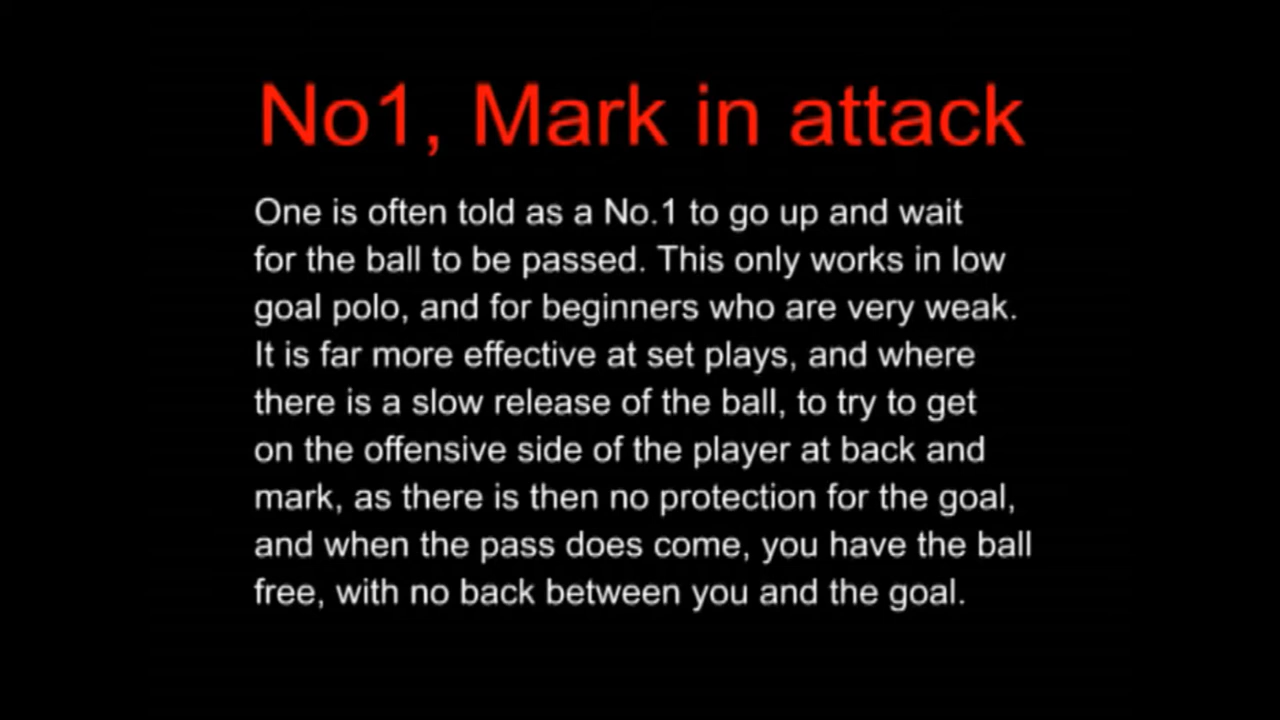 No1, Mark in attack
One is often told as a No.1 to go up and wait
for the ball to be passed. This only works in low
goal polo, and for beginners who are very weak.
It is far more effective at set plays, and where
there is a slow release of the ball, to try to get
on the offensive side of the player at back and
mark, as there is then no protection for the goal,
and when the pass does come, you have the ball
free, with no back between you and the goal.